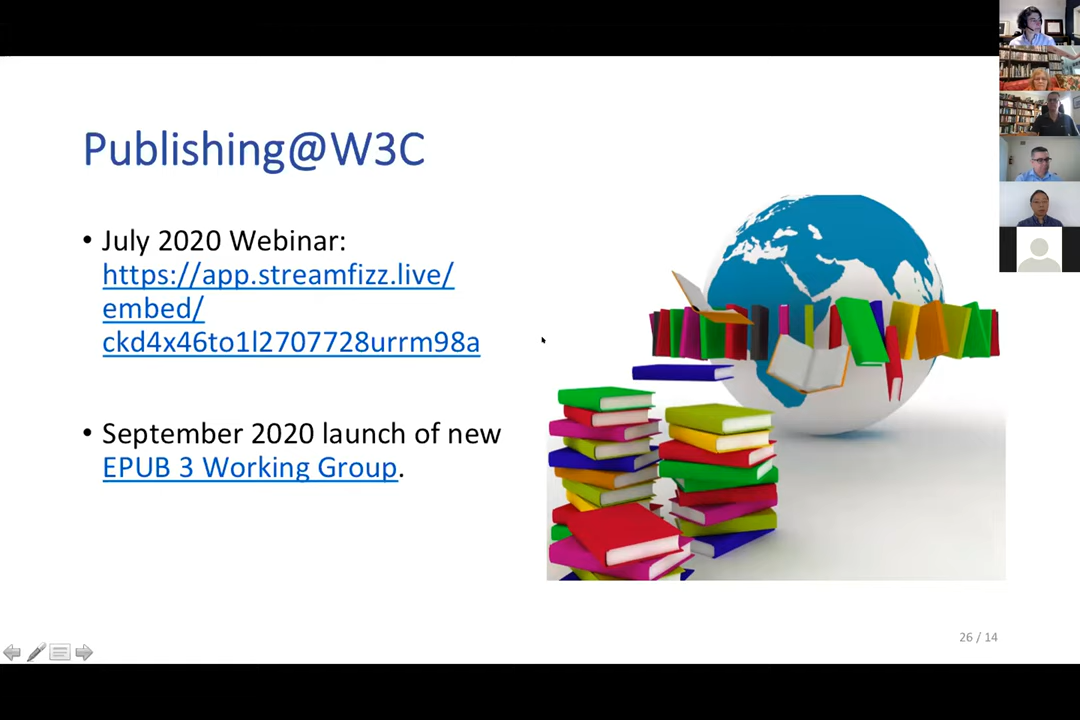 Publishing@W3C
• July 2020 Webinar:
https://app.streamfizz.live/
embed/
ckd4x46to1l2707728urrm98a
• September 2020 launch of new
EPUB 3 Working Group.
26 / 14